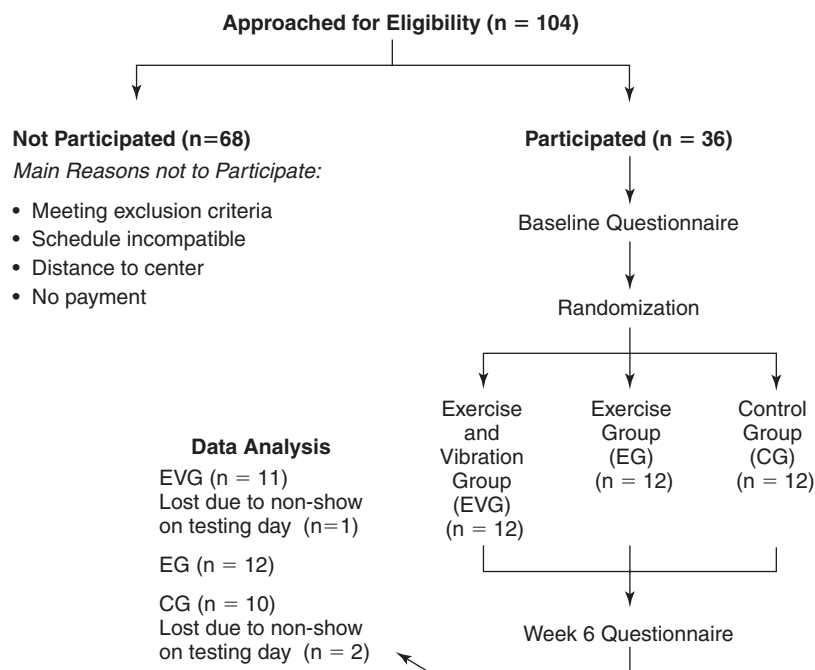 Approached for Eligibility (n = 104)
Not Participated (n=68)
Main Reasons not to Participate:
• Meeting exclusion criteria
• Schedule incompatible
• Distance to center
• No payment
Participated (n = 36)
Baseline Questionnaire
Randomization
Exercise
and
Vibration
Group
(EVG)
(n = 12)
Exercise
Group
(EG)
(n = 12)
Control
Group
(CG)
(n = 12)
Week 6 Questionnaire
Data Analysis
EVG (n = 11)
Lost due to non-show
on testing day (n=1)
EG (n = 12)
CG (n = 10)
Lost due to non-show
on testing day (n = 2)